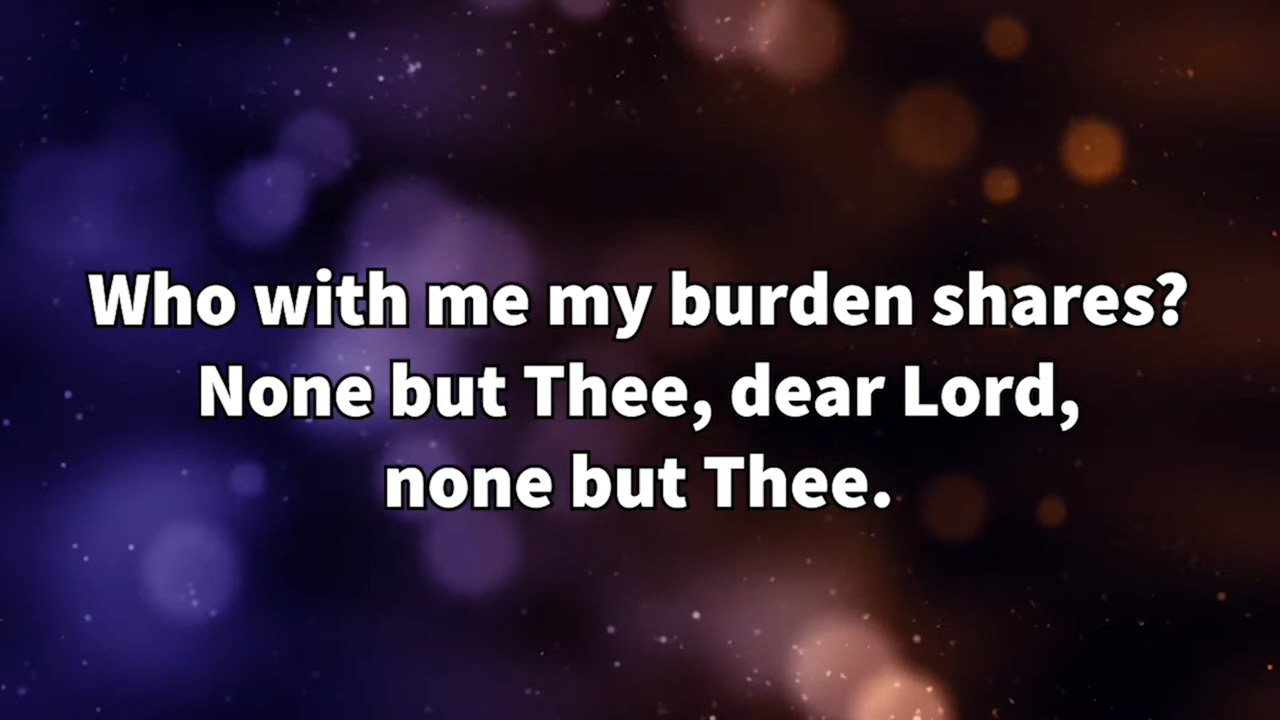 Who with me my burden shares?
None but Thee, dear Lord,
none but Thee.